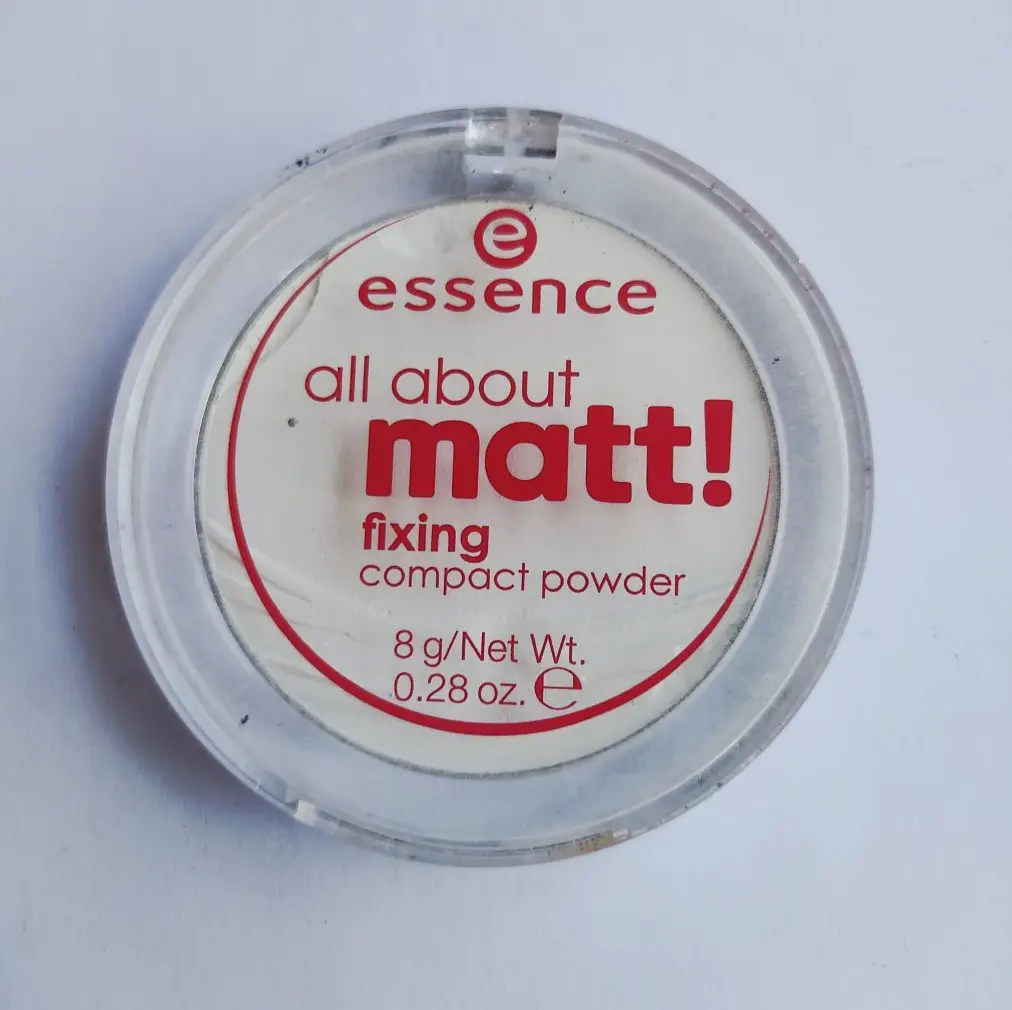 e
essence
all about
matt!
fixing
compact powder
8 g/Net Wt.
0.28 oz. ℮